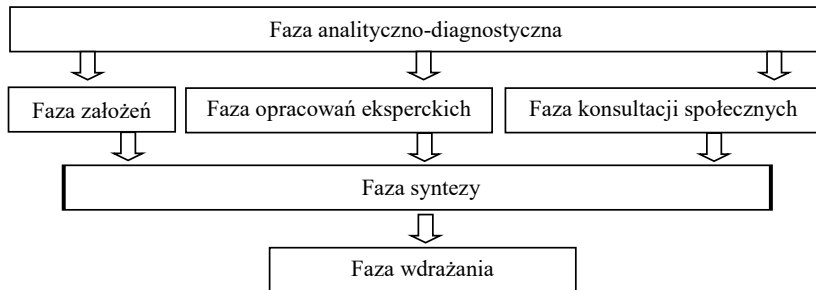 Faza analityczno-diagnostyczna
Faza założeń
Faza opracowań eksperckich
Faza konsultacji społecznych
Faza syntezy
Faza wdrażania